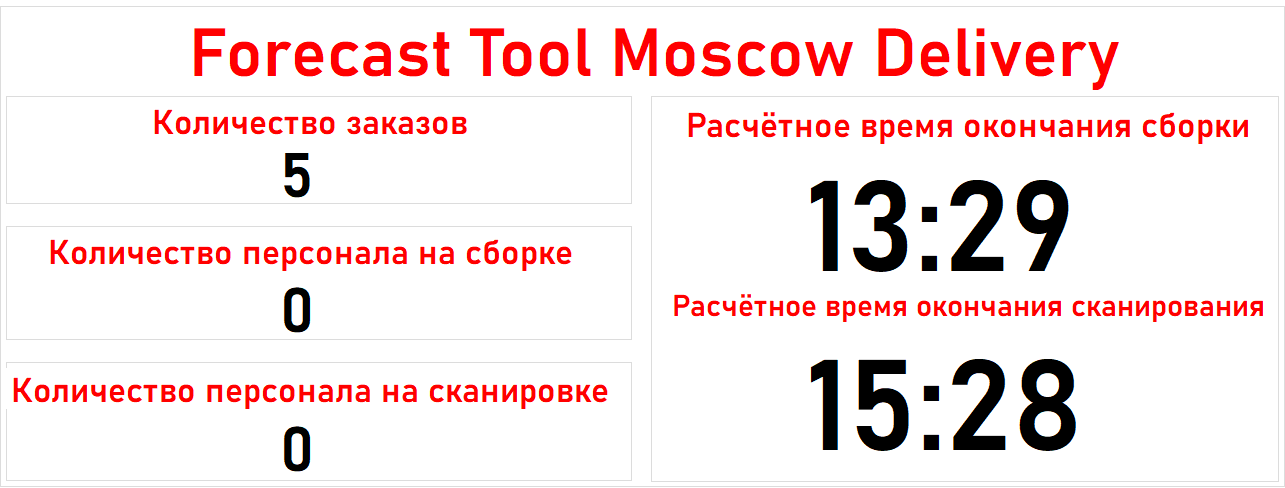 Forecast Tool Moscow Delivery
Количество заказов
5
Количество персонала на сборке
0
Количество персонала на сканировке
0
Расчётное время окончания сборки
13:29
Расчётное время окончания сканирования
15:28